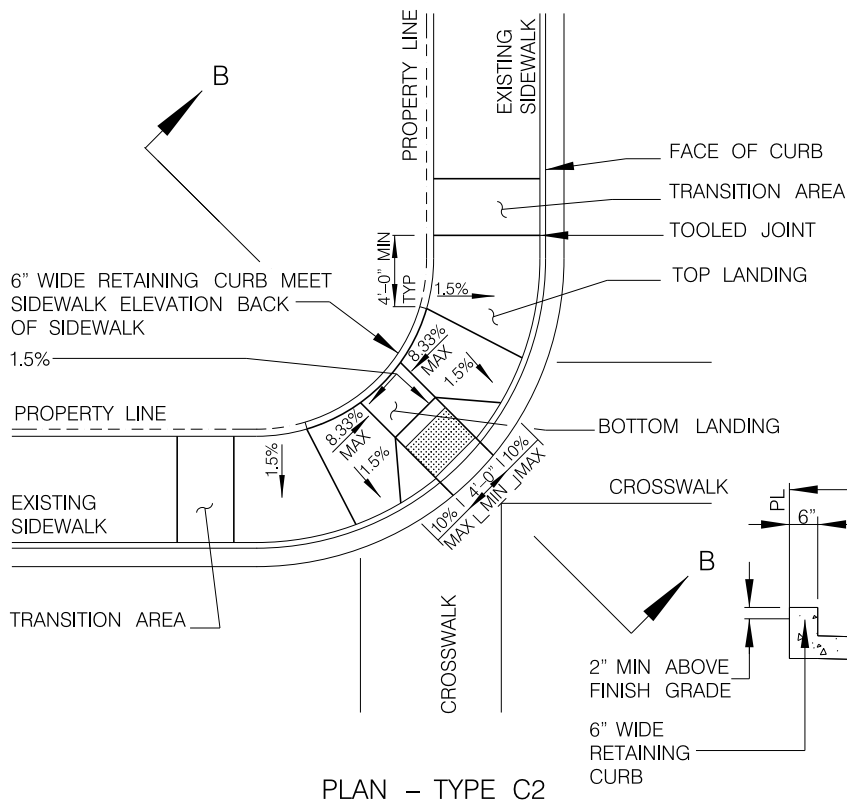 B
PROPERTY LINE
EXISTING
SIDEWALK
FACE OF CURB
TRANSITION AREA
TOOLED JOINT
TOP LANDING
4'-0" MIN
TYP
1.5%
6" WIDE RETAINING CURB MEET
SIDEWALK ELEVATION BACK
OF SIDEWALK
1.5%
8.33%
MAX
1.5%
PROPERTY LINE
8.33%
MAX
1.5%
1.5%
BOTTOM LANDING
EXISTING
SIDEWALK
10%
MAX
4'-0"
MIN
10%
MAX
CROSSWALK
PL
6"
B
TRANSITION AREA
CROSSWALK
2" MIN ABOVE
FINISH GRADE
6" WIDE
RETAINING
CURB
PLAN – TYPE C2